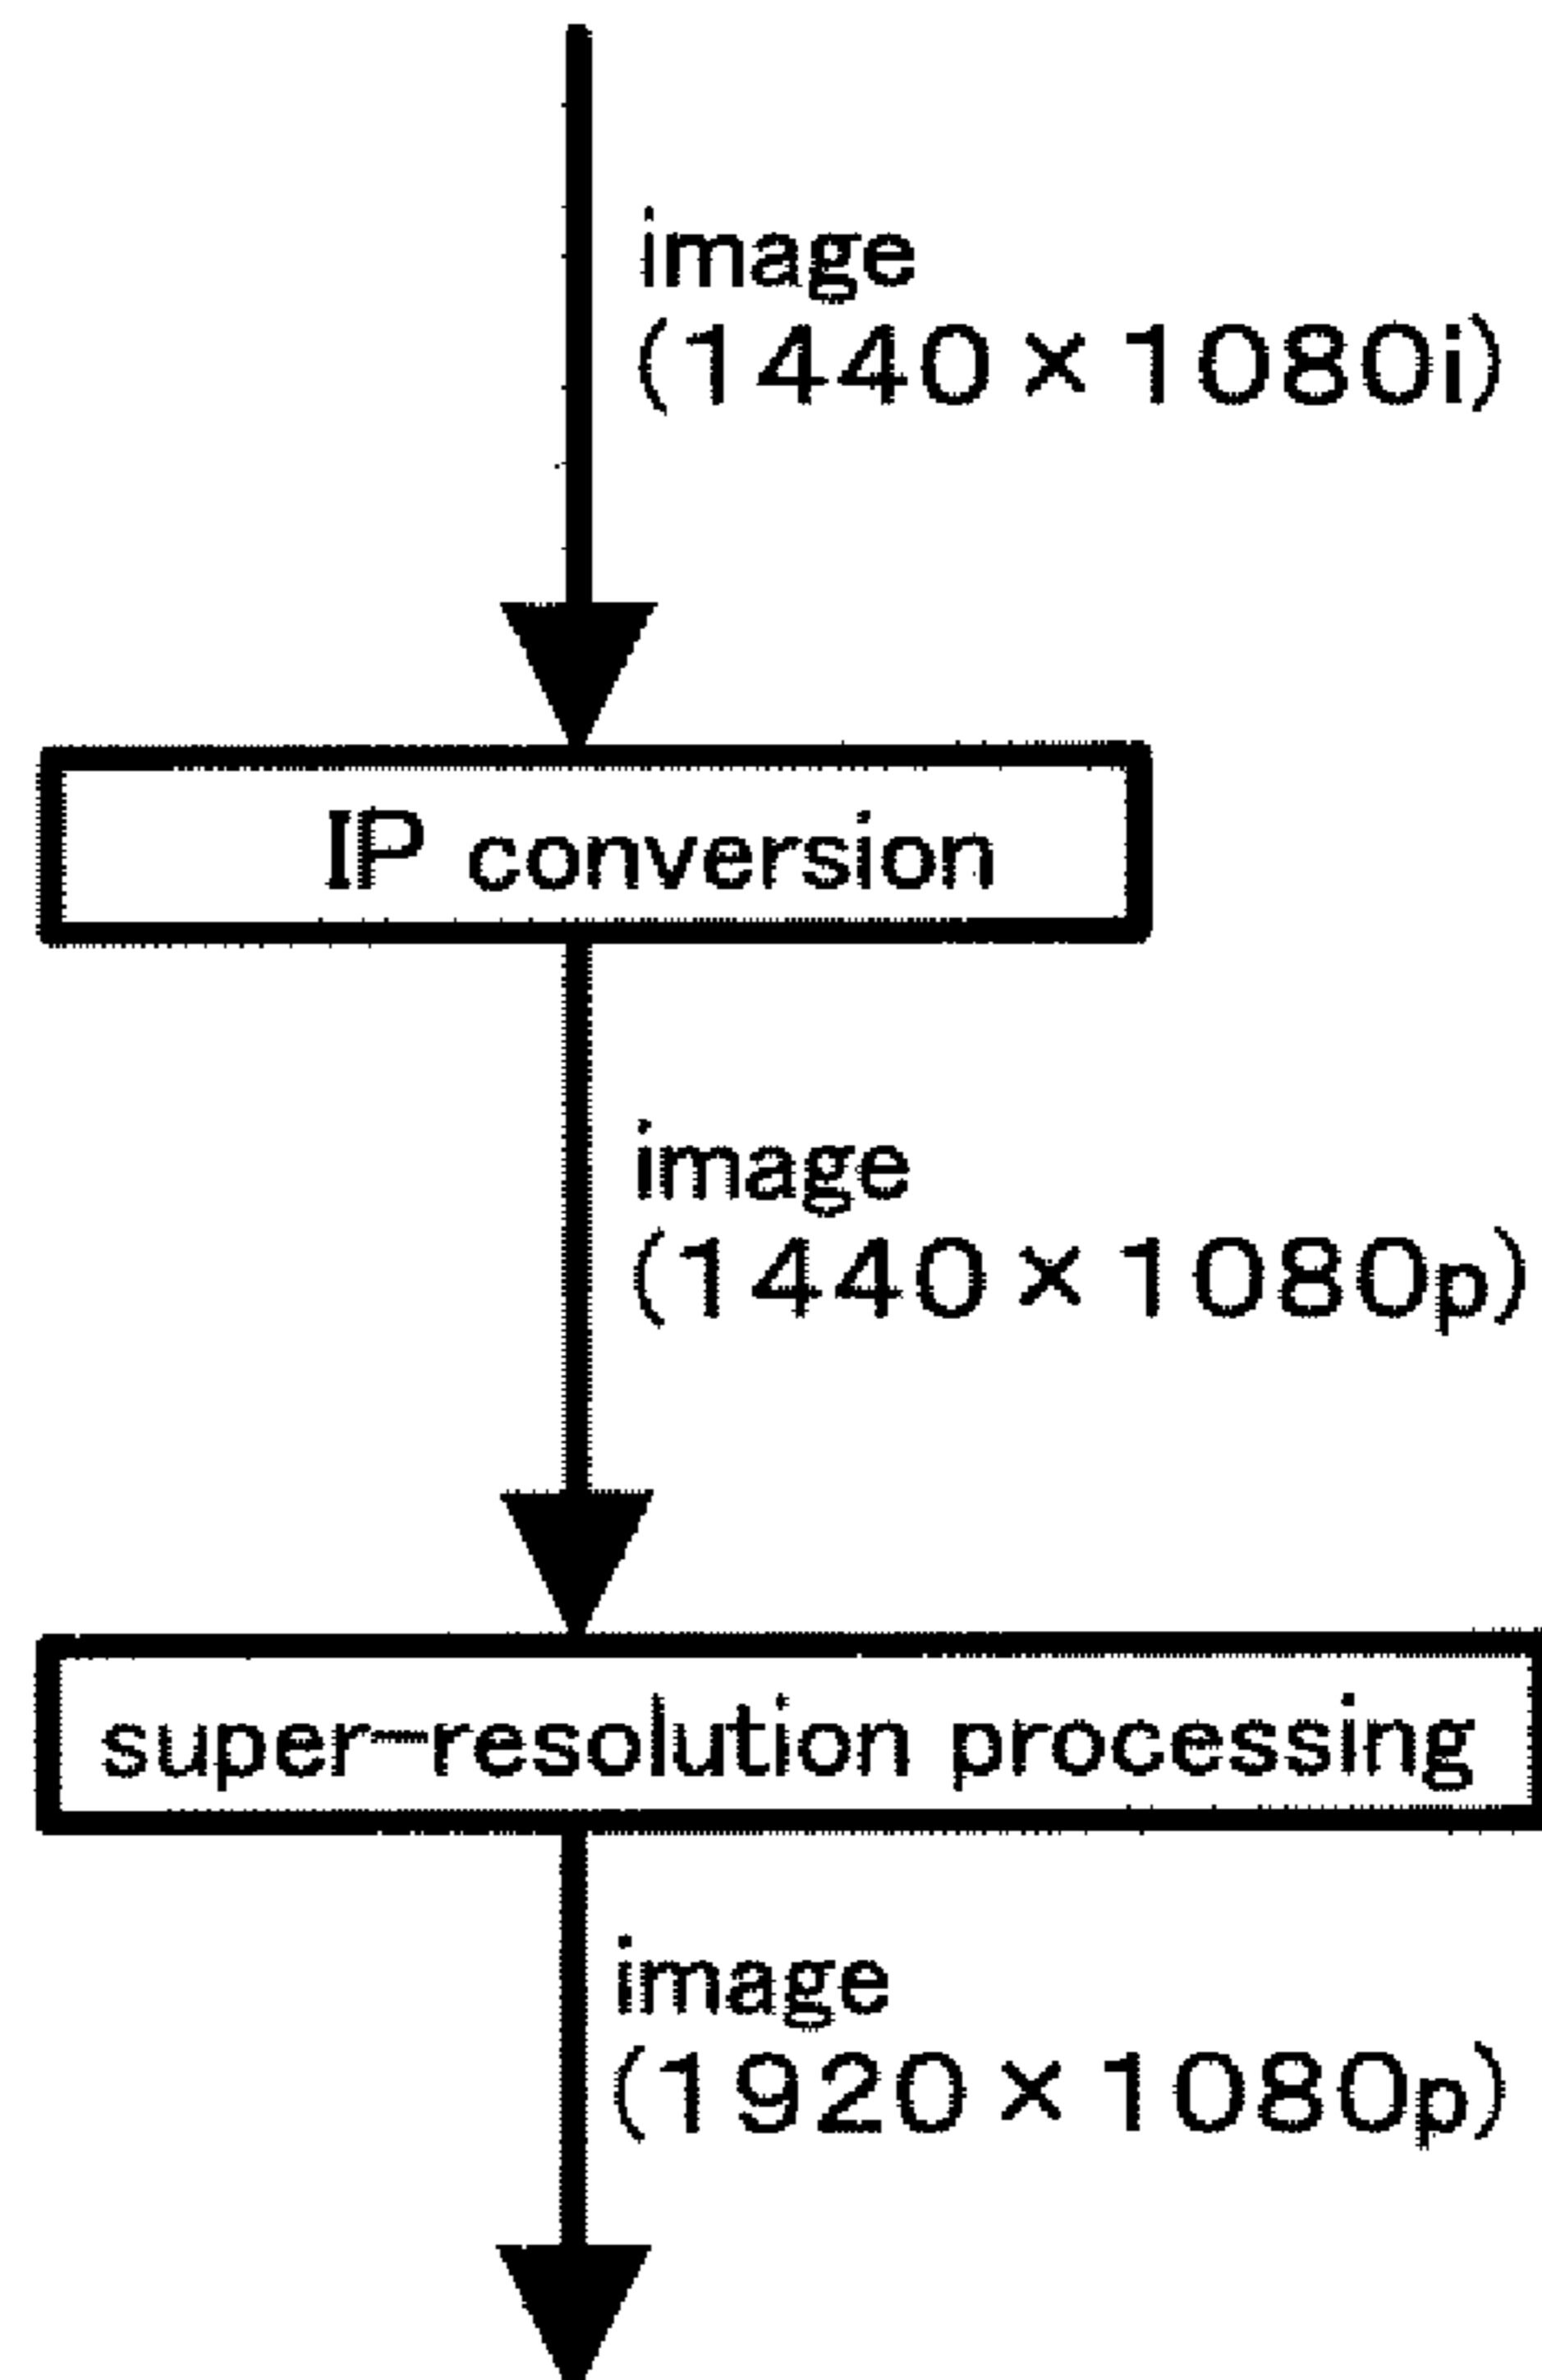 image
(1440×1080i)
IP conversion
image
(1440×1080p)
super-resolution processing
image
(1920×1080p)